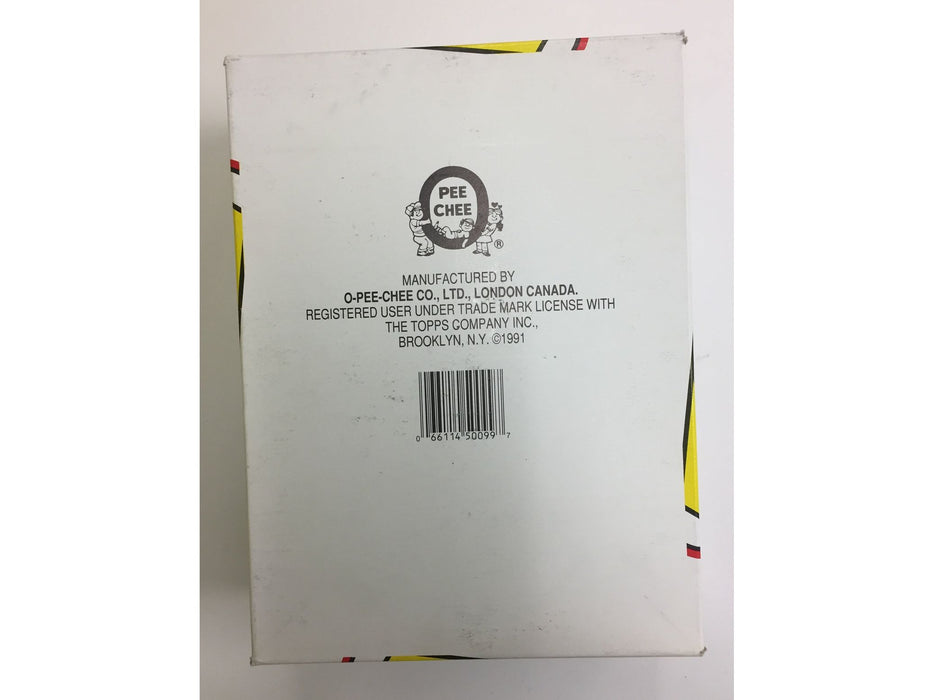 PEE
CHEE
®
MANUFACTURED BY
O-PEE-CHEE CO., LTD., LONDON CANADA.
REGISTERED USER UNDER TRADE MARK LICENSE WITH
THE TOPPS COMPANY INC.,
BROOKLYN, N.Y. ©1991
0 66114 50099 7